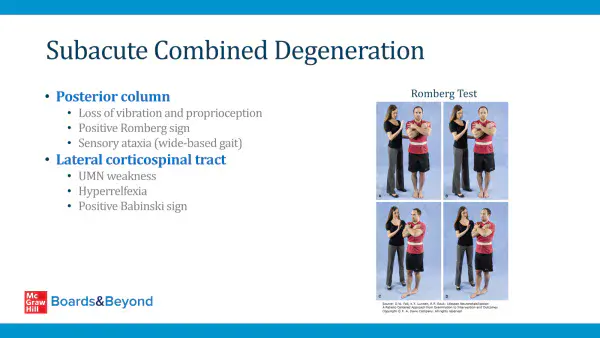 Subacute Combined Degeneration
• Posterior column
• Loss of vibration and proprioception
• Positive Romberg sign
• Sensory ataxia (wide-based gait)
• Lateral corticospinal tract
• UMN weakness
• Hyperrelfexia
• Positive Babinski sign
Romberg Test
Mc
Graw
Hill
Boards&Beyond